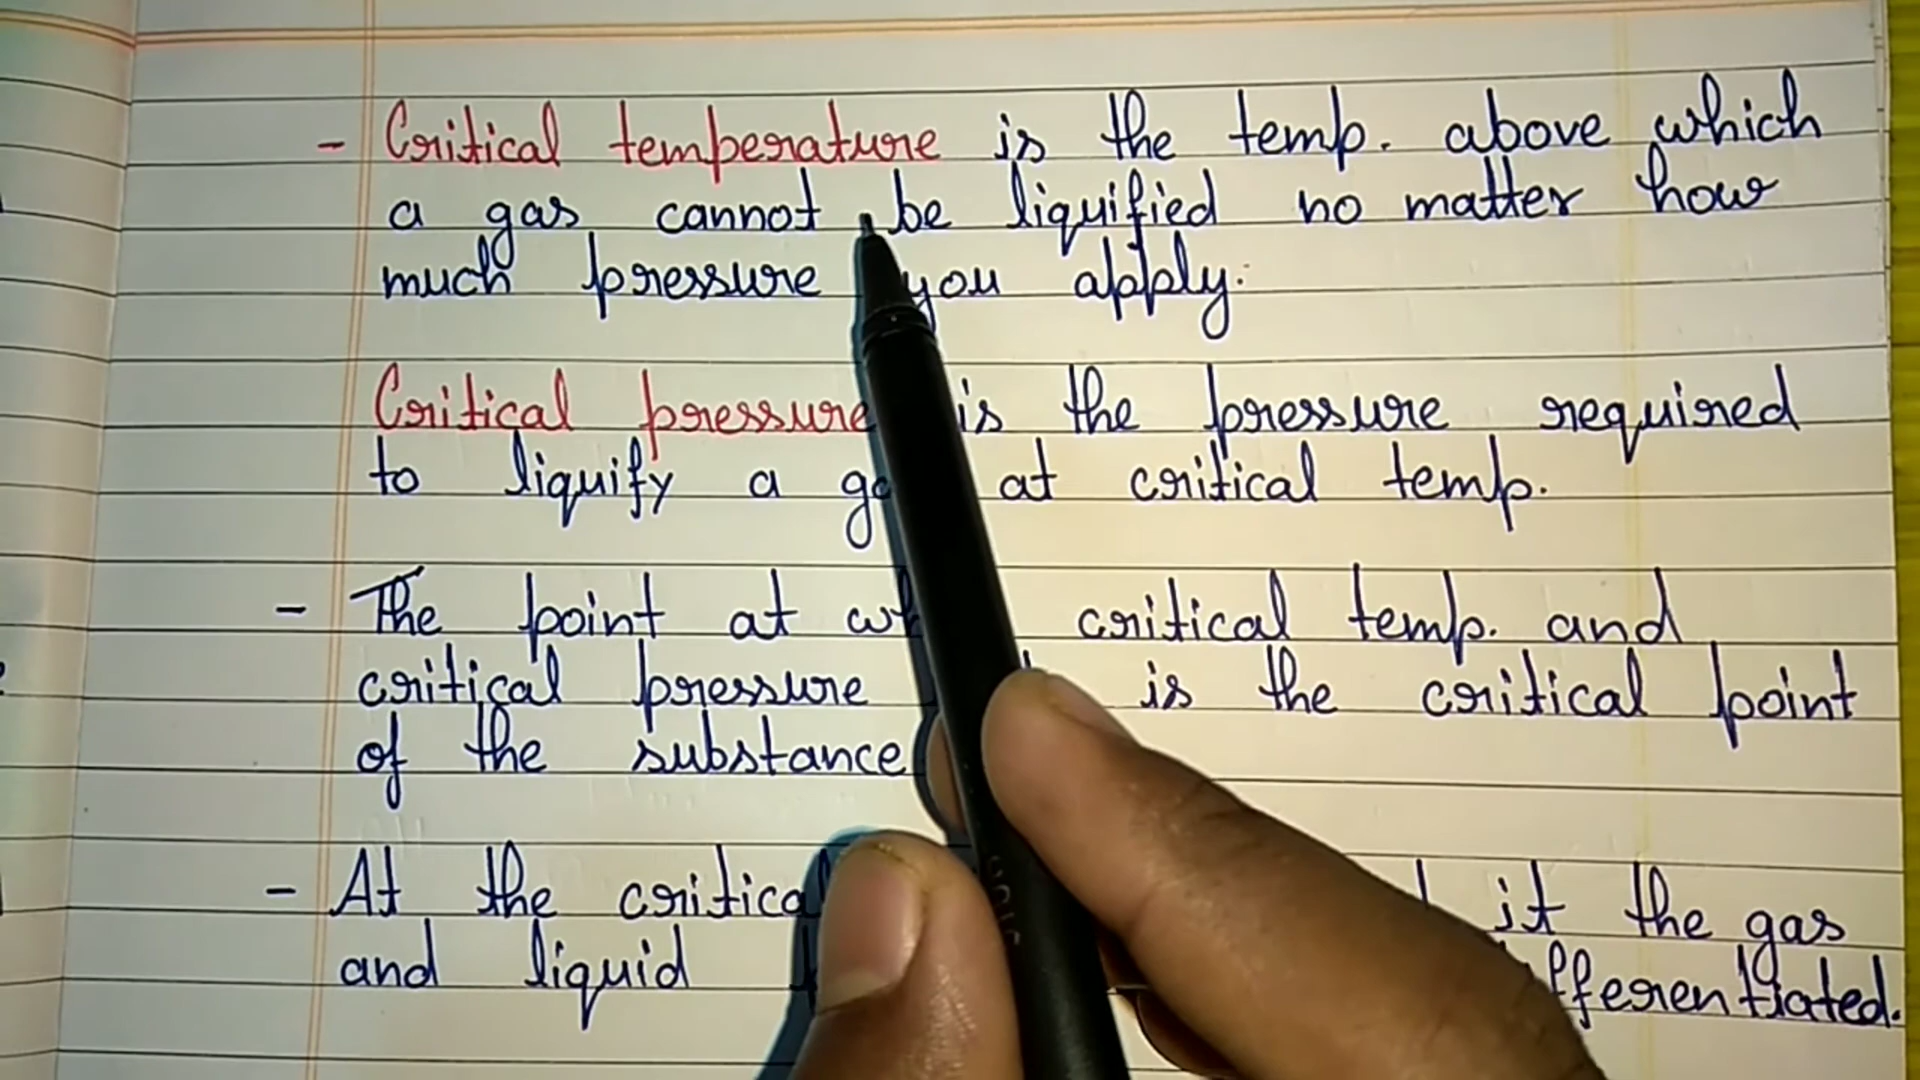 - Critical temperature is the temp. above which
a gas cannot be liquified no matter how
much pressure you apply.
Critical pressure is the pressure required
to liquify a at critical temp.
- The point at critical temp. and
critical pressure is the critical point
of the substance
- At the it the gas
and liquid